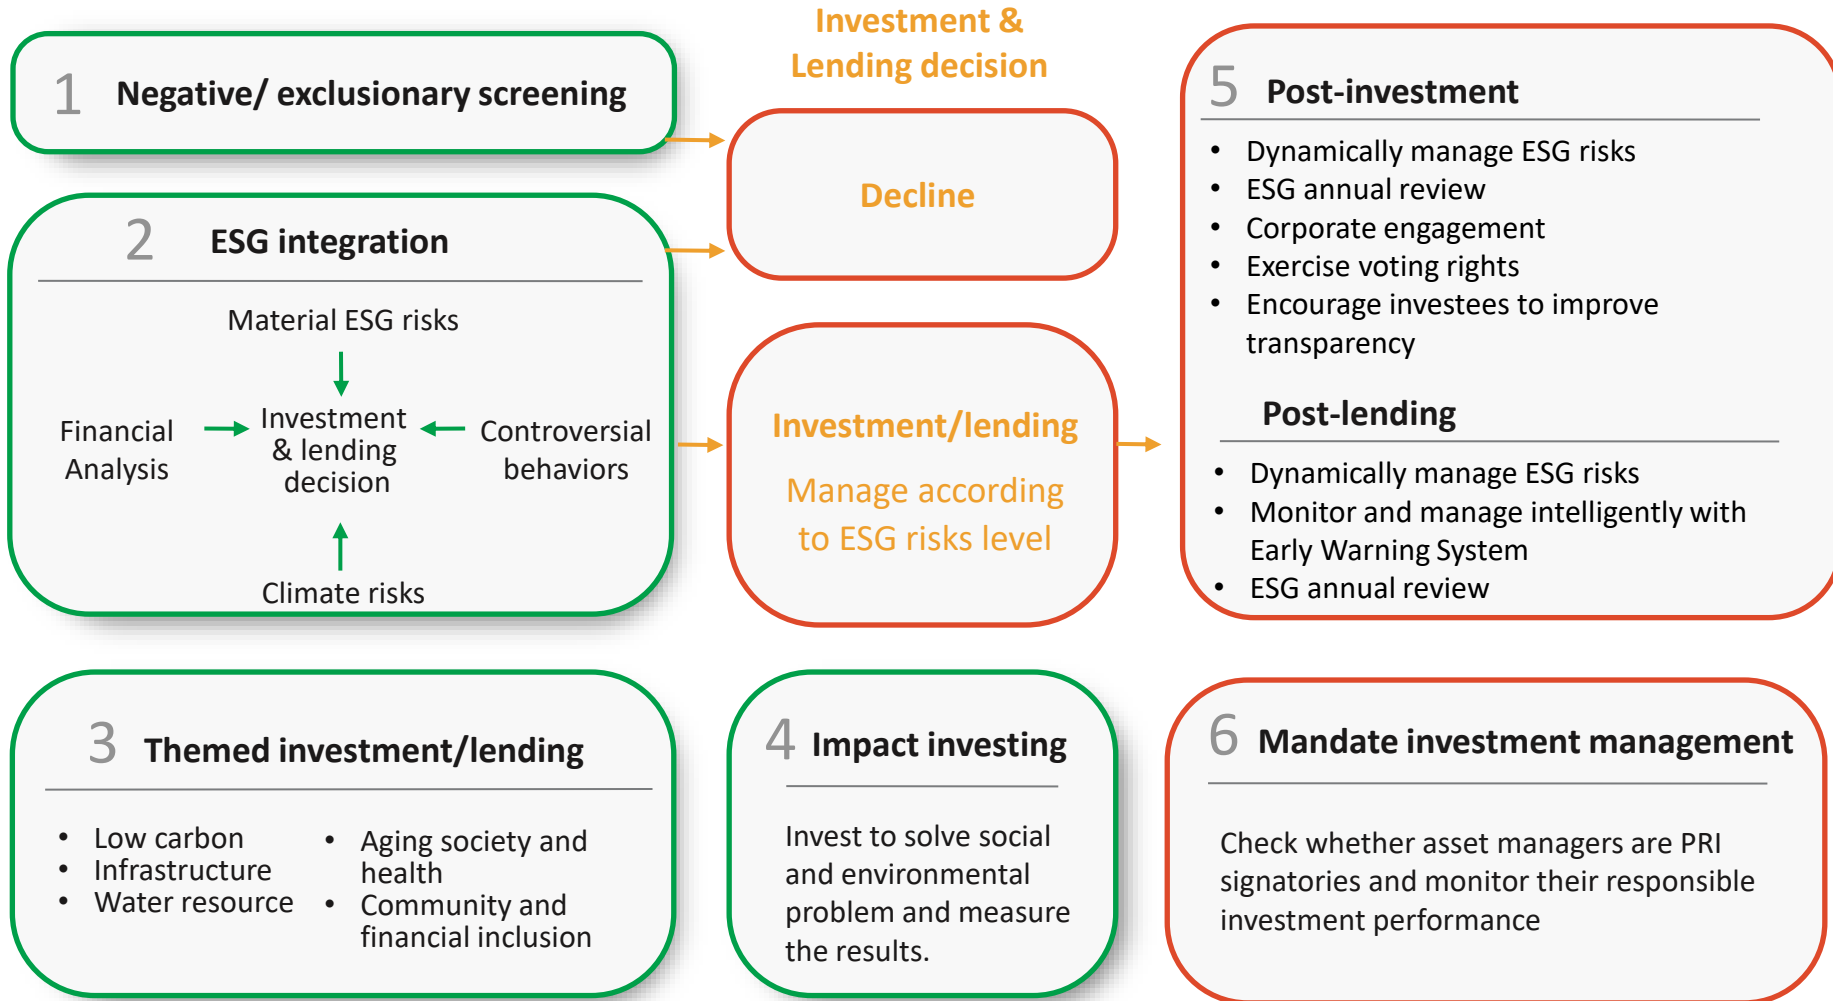 1 Negative/ exclusionary screening
2 ESG integration
Material ESG risks
Financial
Analysis
Investment
& lending
decision
Controversial
behaviors
Climate risks
Investment &
Lending decision
Decline
Investment/lending
Manage according
to ESG risks level
5 Post-investment
• Dynamically manage ESG risks
• ESG annual review
• Corporate engagement
• Exercise voting rights
• Encourage investees to improve
transparency
Post-lending
• Dynamically manage ESG risks
• Monitor and manage intelligently with
Early Warning System
• ESG annual review
3 Themed investment/lending
• Low carbon
• Infrastructure
• Water resource
• Aging society and
health
• Community and
financial inclusion
4 Impact investing
Invest to solve social
and environmental
problem and measure
the results.
6 Mandate investment management
Check whether asset managers are PRI
signatories and monitor their responsible
investment performance